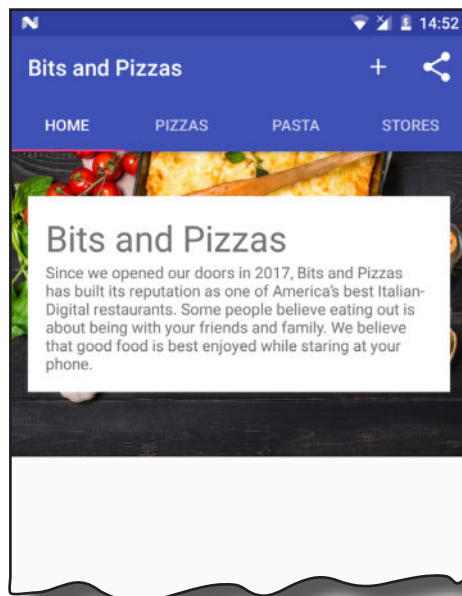 14:52
Bits and Pizzas
HOME PIZZAS PASTA STORES
Bits and Pizzas
Since we opened our doors in 2017, Bits and Pizzas
has built its reputation as one of America's best Italian-
Digital restaurants. Some people believe eating out is
about being with your friends and family. We believe
that good food is best enjoyed while staring at your
phone.